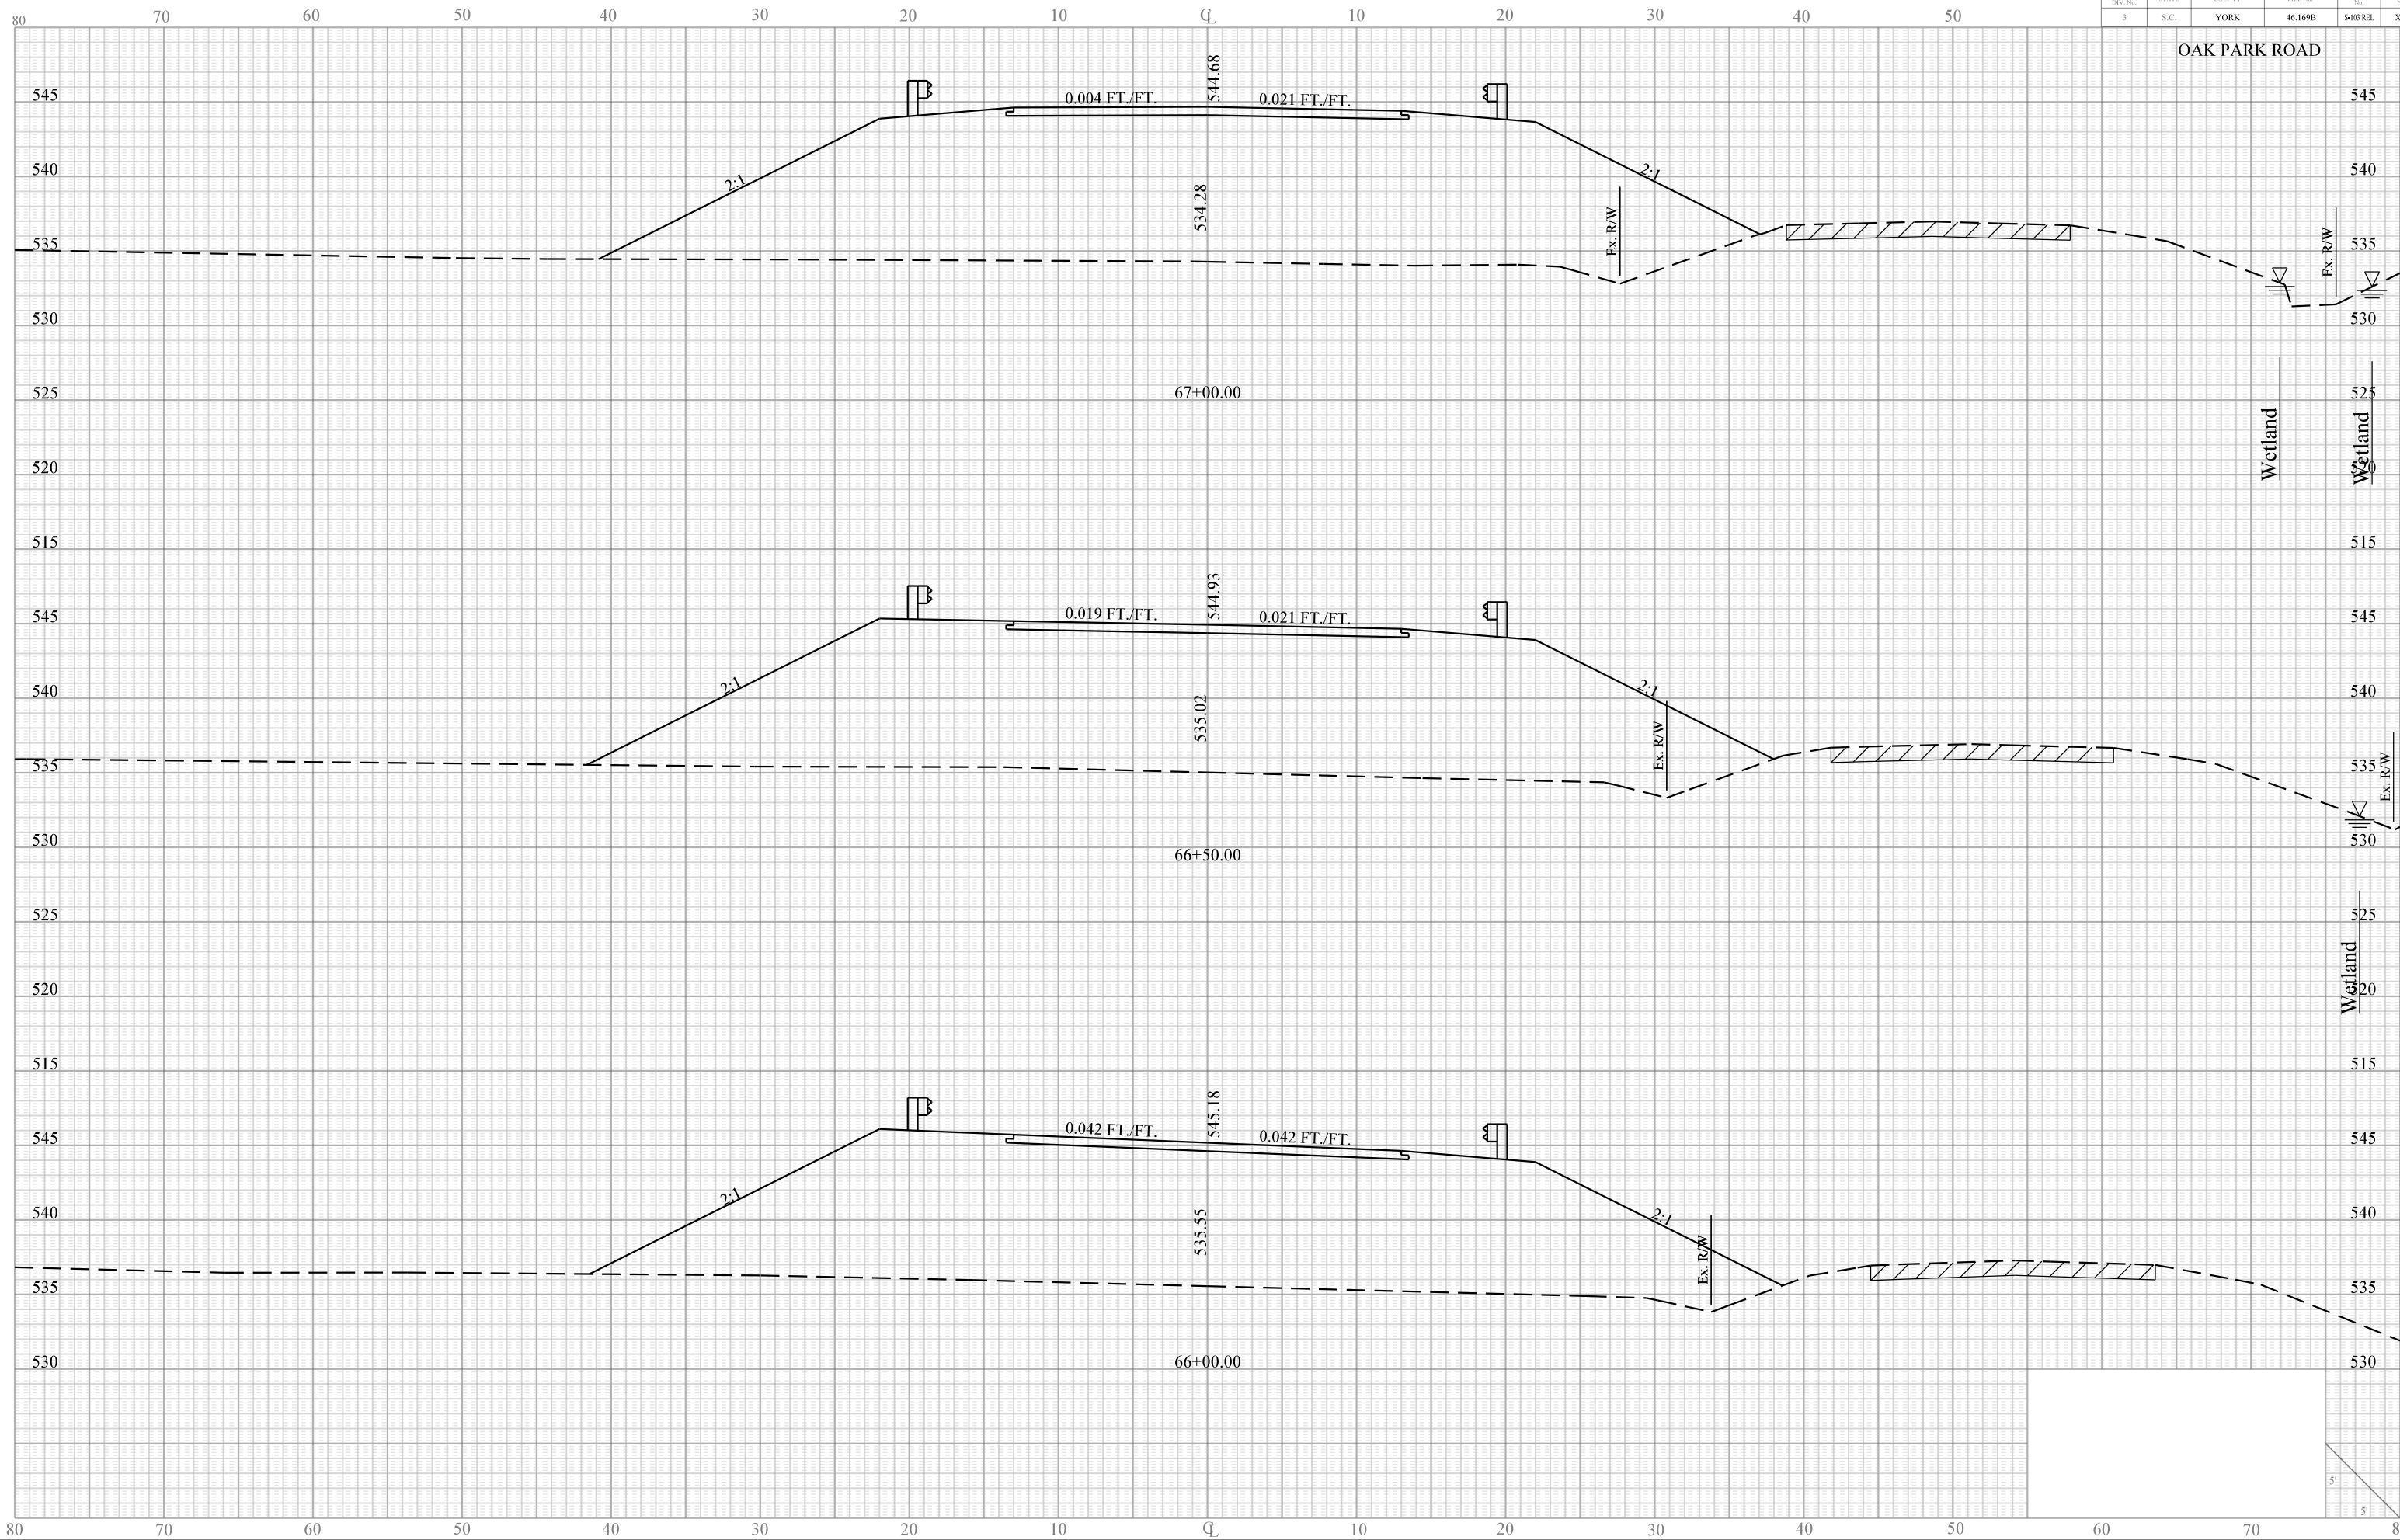 80 70 60 50 40 30 20 10 CL 10 20 30 40 50
DIV. No.
3 S.C. YORK 46.169B S-103 REL
OAK PARK ROAD
544.68
545 0.004 FT./FT. 0.021 FT./FT. 545
540 2:1 2:1 540
534.28
Ex. R/W
Ex. R/W
535 535
530 530
525 67+00.00 525
Wetland
Wetland
520 520
515 515
544.93
545 0.019 FT./FT. 0.021 FT./FT. 545
540 2:1 2:1 540
535.02
Ex. R/W
Ex. R/W
535 535
530 66+50.00 530
525 525
Wetland
520 520
515 515
545.18
545 0.042 FT./FT. 0.042 FT./FT. 545
540 2:1 2:1 540
535.55
Ex. R/W
535 535
530 66+00.00 530
5'
5'
80 70 60 50 40 30 20 10 CL 10 20 30 40 50 60 70